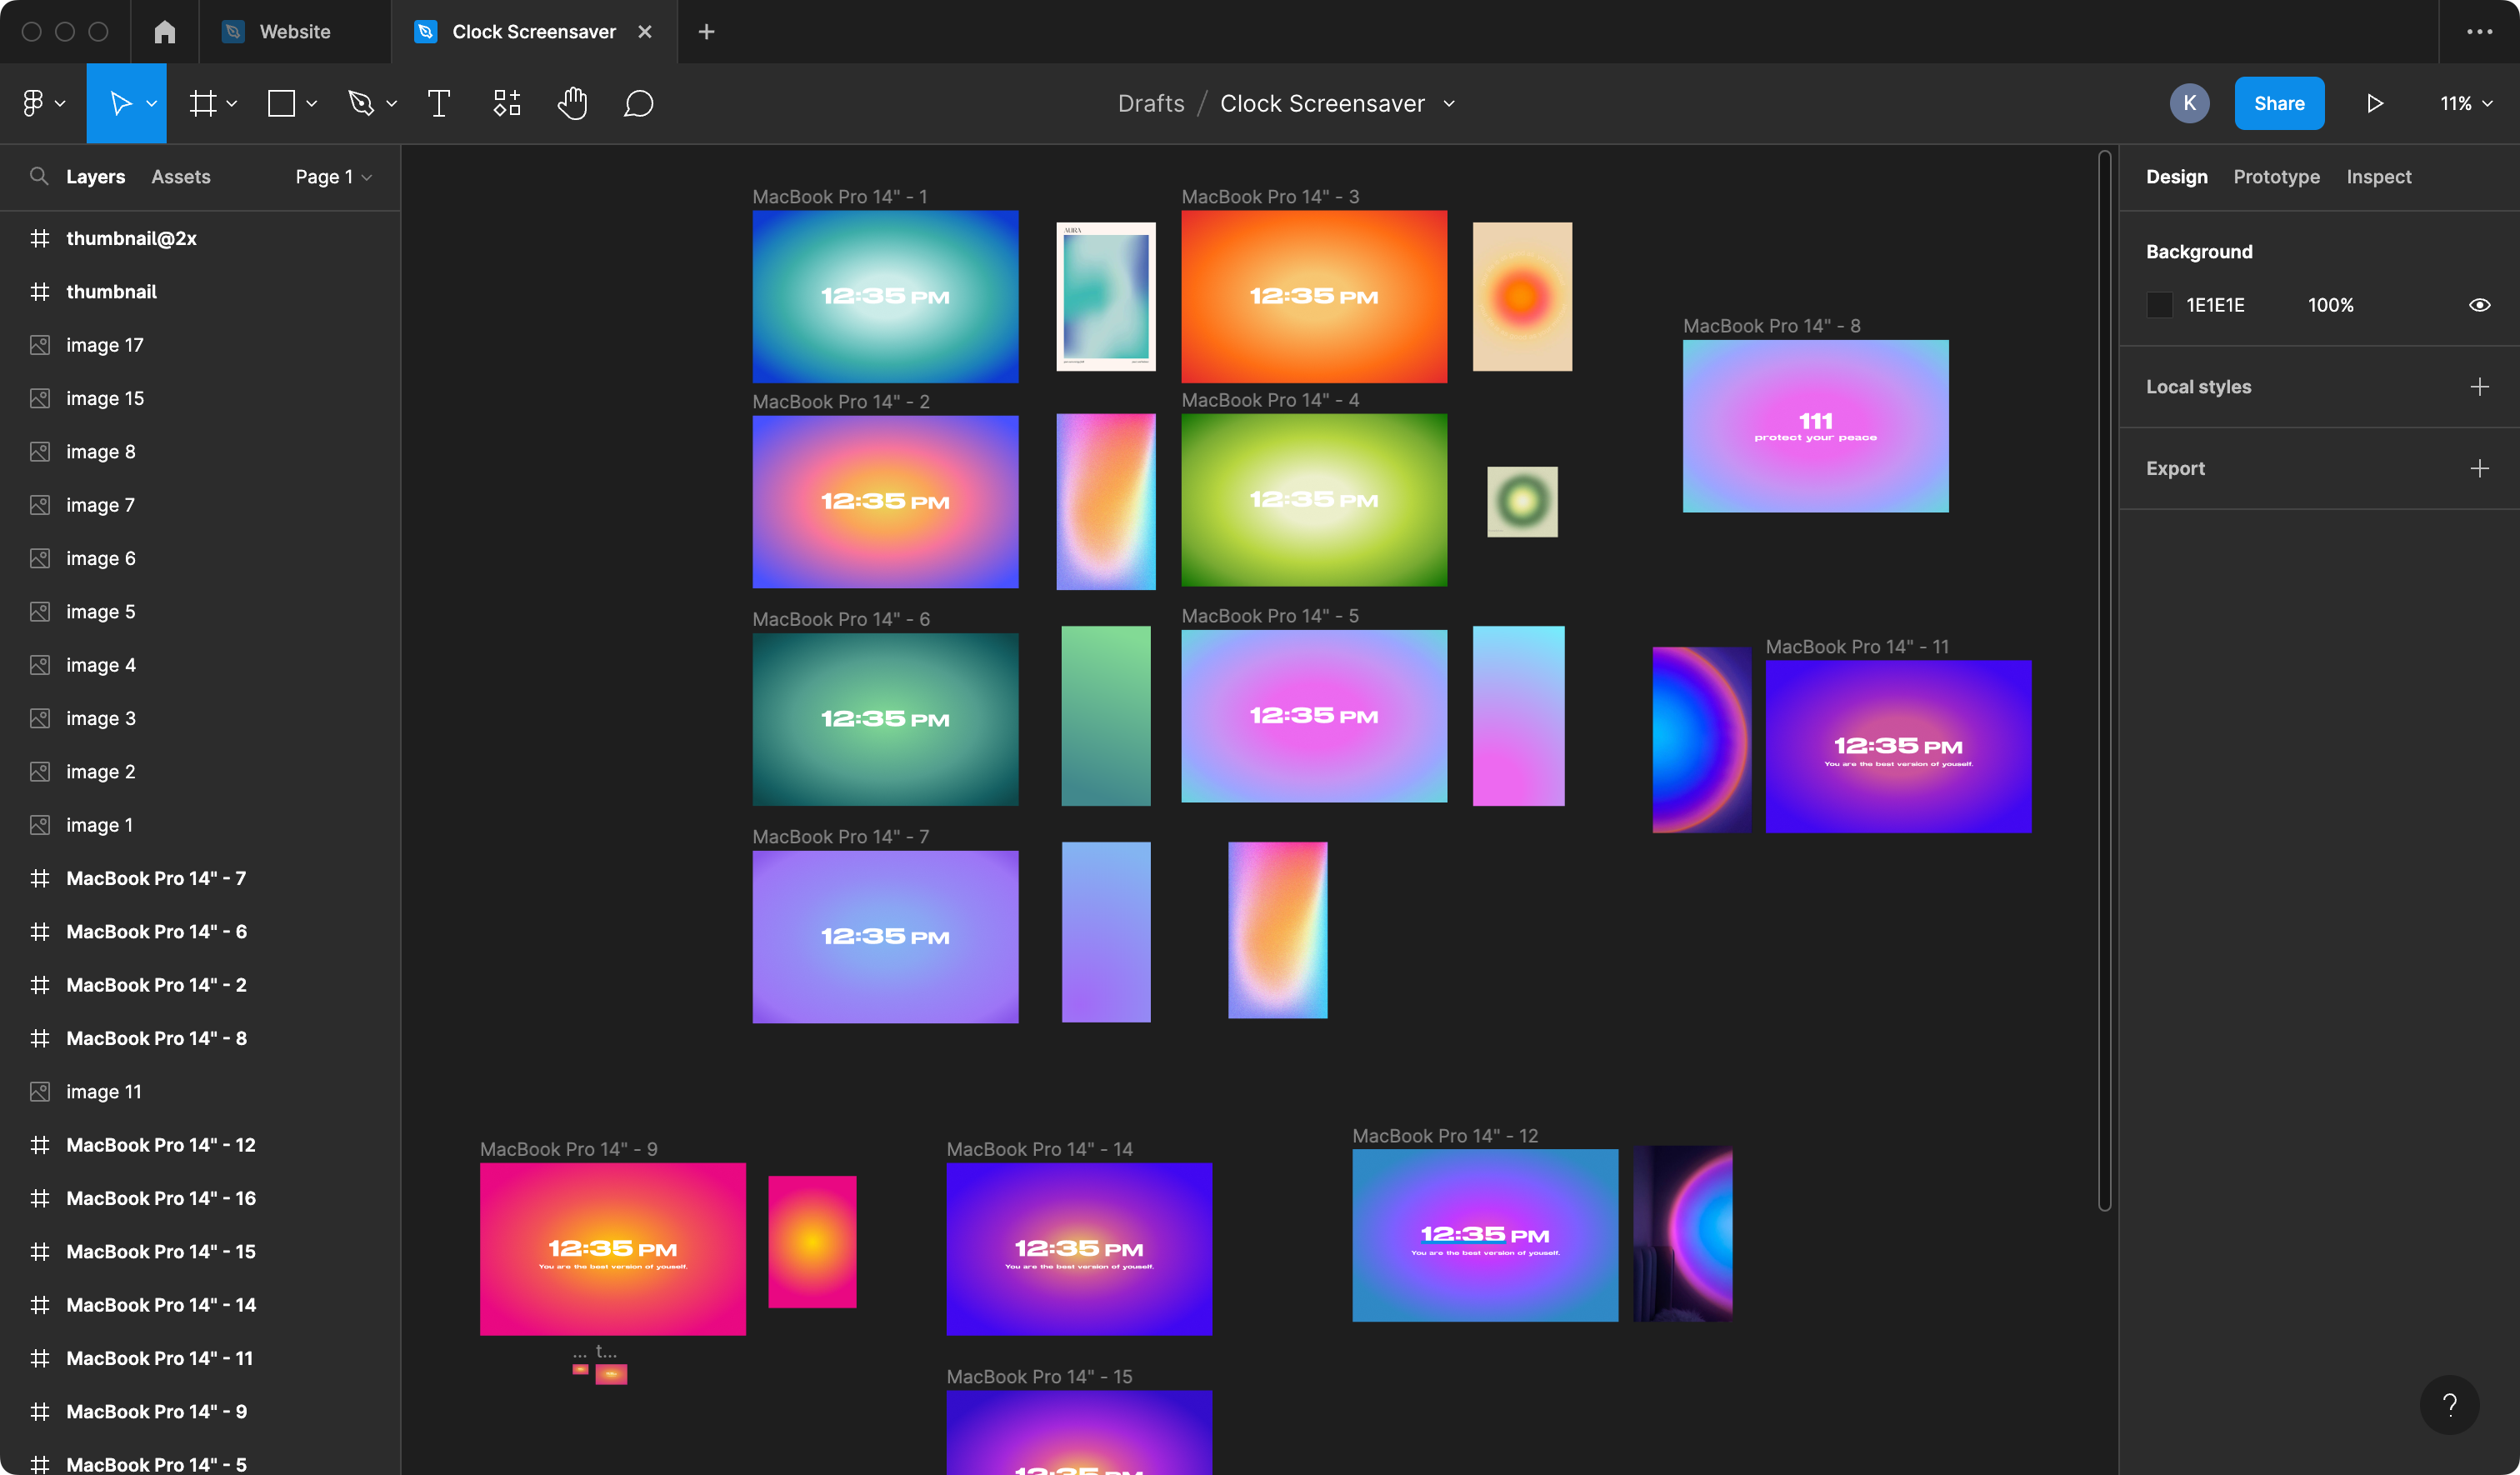 Website
Clock Screensaver
Drafts / Clock Screensaver
K
Share
11%
Layers
Assets
Page 1
thumbnail@2x
thumbnail
image 17
image 15
image 8
image 7
image 6
image 5
image 4
image 3
image 2
image 1
MacBook Pro 14" - 7
MacBook Pro 14" - 6
MacBook Pro 14" - 2
MacBook Pro 14" - 8
image 11
MacBook Pro 14" - 12
MacBook Pro 14" - 16
MacBook Pro 14" - 15
MacBook Pro 14" - 14
MacBook Pro 14" - 11
MacBook Pro 14" - 9
MacBook Pro 14" - 5
MacBook Pro 14" - 1
12:35 PM
AURA
MacBook Pro 14" - 3
12:35 PM
MacBook Pro 14" - 8
111
protect your peace
MacBook Pro 14" - 2
12:35 PM
MacBook Pro 14" - 4
12:35 PM
MacBook Pro 14" - 6
12:35 PM
MacBook Pro 14" - 5
12:35 PM
MacBook Pro 14" - 11
12:35 PM
You are the best version of youself.
MacBook Pro 14" - 7
12:35 PM
MacBook Pro 14" - 9
12:35 PM
You are the best version of youself.
... t...
MacBook Pro 14" - 14
12:35 PM
You are the best version of youself.
MacBook Pro 14" - 12
12:35 PM
You are the best version of youself.
MacBook Pro 14" - 15
12:35 PM
Design
Prototype
Inspect
Background
1E1E1E
100%
Local styles
Export
?